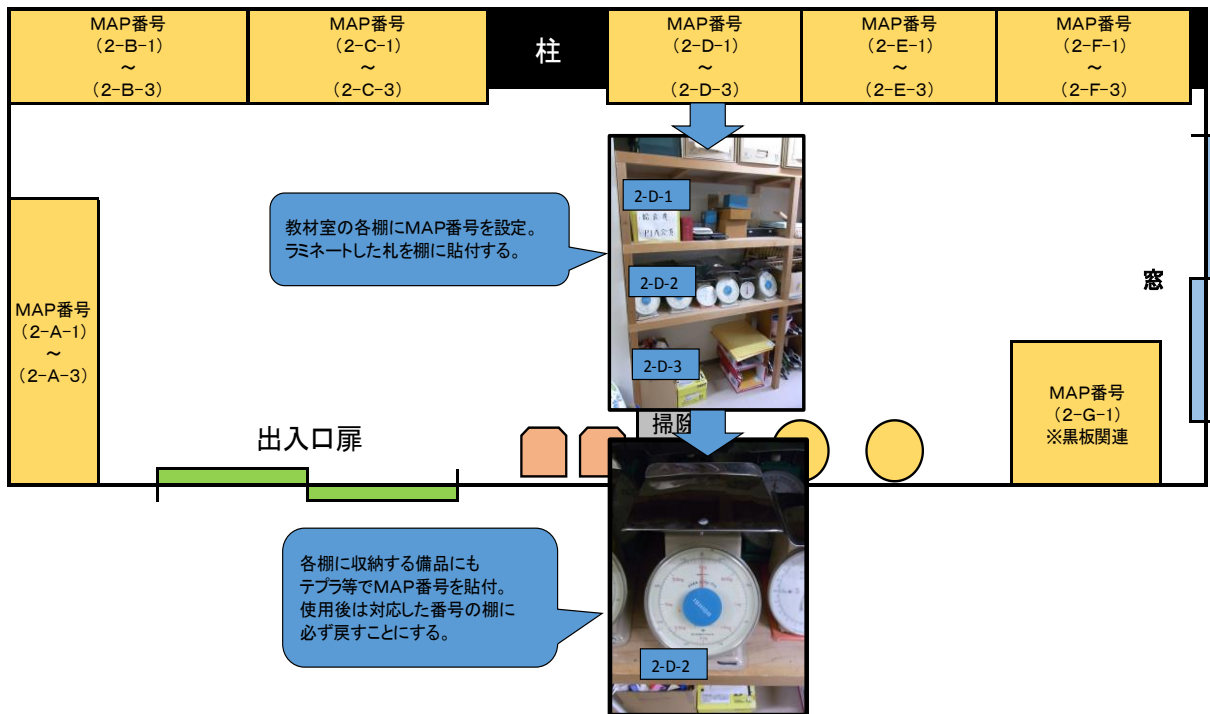 MAP番号
（2-B-1）
～
（2-B-3）
MAP番号
（2-C-1）
～
（2-C-3）
柱
MAP番号
（2-D-1）
～
（2-D-3）
MAP番号
（2-E-1）
～
（2-E-3）
MAP番号
（2-F-1）
～
（2-F-3）
2-D-1
教材室の各棚にMAP番号を設定。
ラミネートした札を棚に貼付する。
2-D-2
窓
MAP番号
（2-A-1）
～
（2-A-3）
2-D-3
MAP番号
（2-G-1）
※黒板関連
掃除
出入口扉
各棚に収納する備品にも
テプラ等でMAP番号を貼付。
使用後は対応した番号の棚に
必ず戻すことにする。
2-D-2